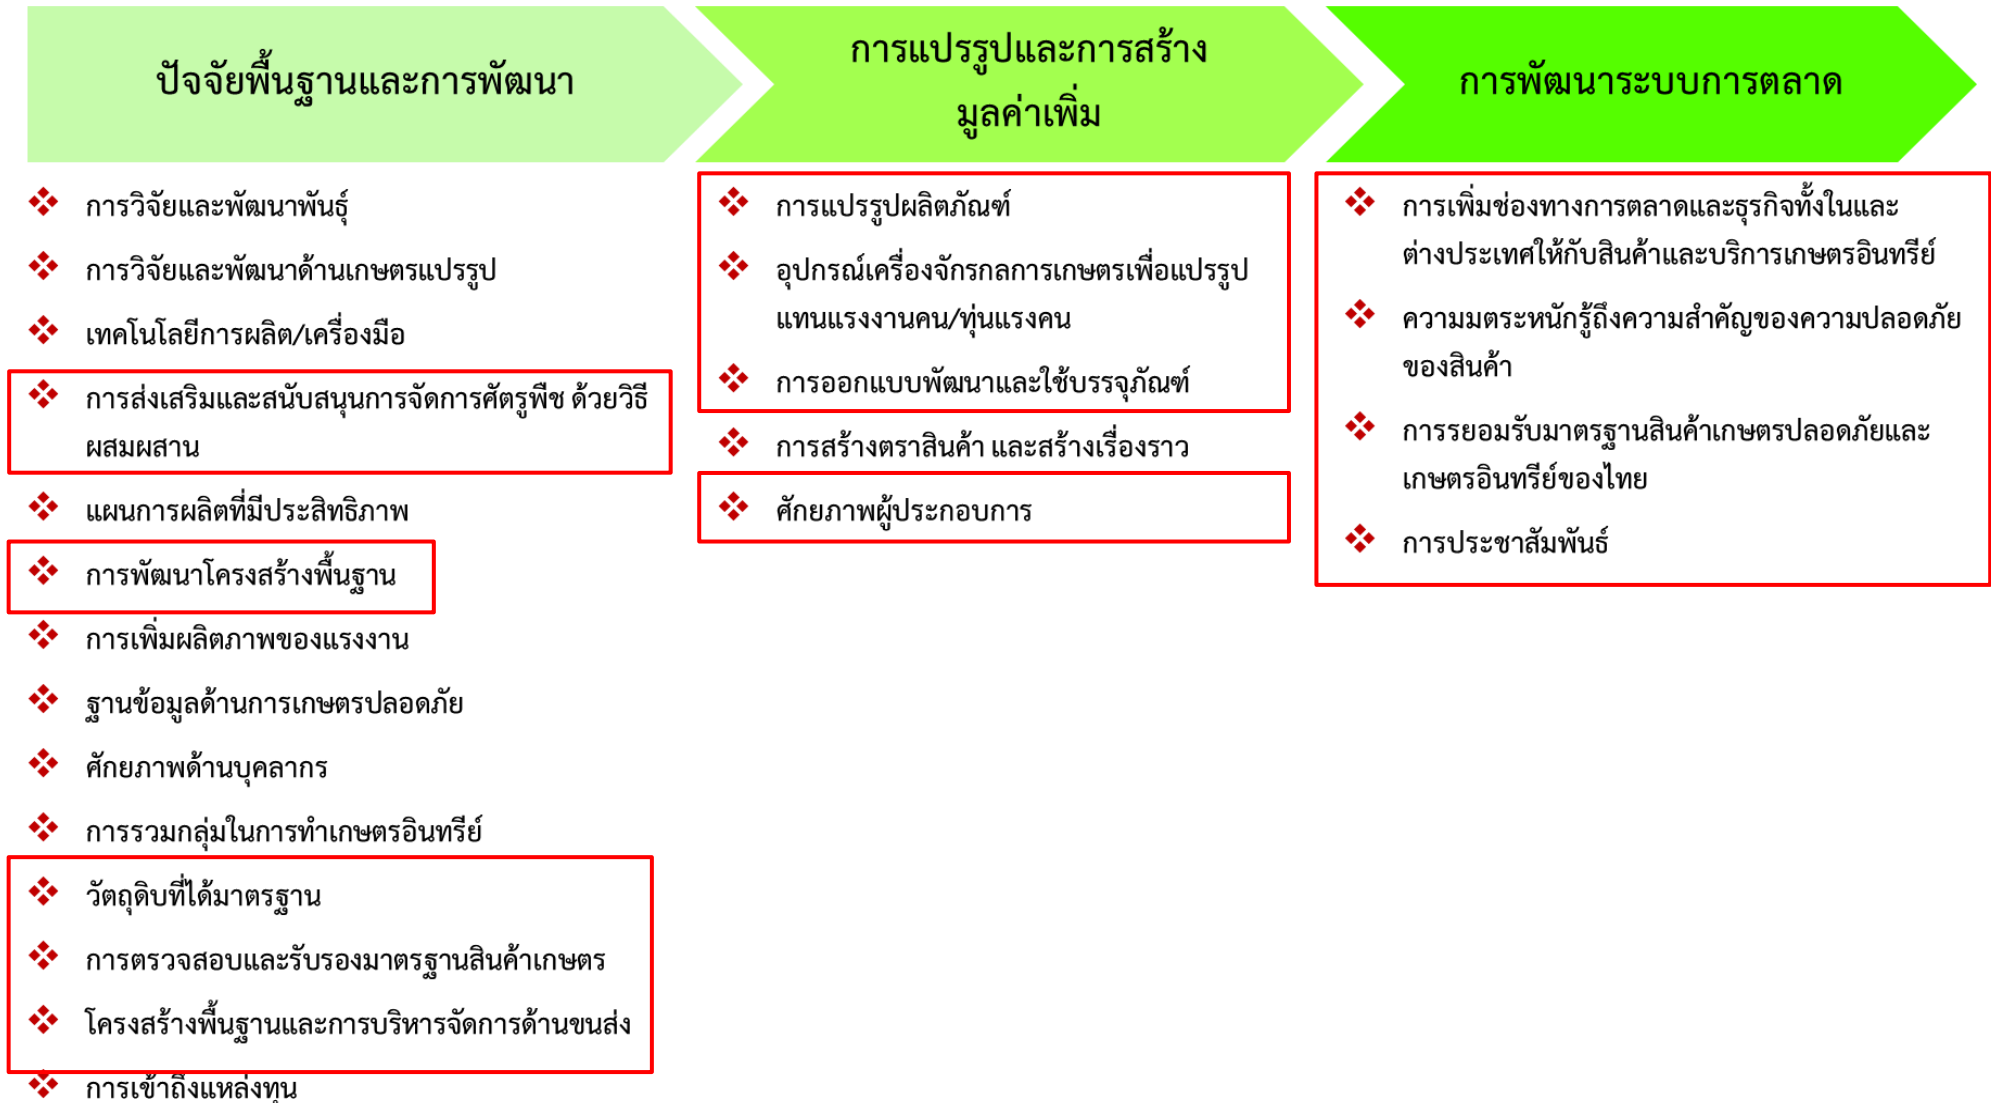 ปัจจัยพื้นฐานและการพัฒนา
การวิจัยและพัฒนาพันธุ์
การวิจัยและพัฒนาด้านเกษตรแปรรูป
เทคโนโลยีการผลิต/เครื่องมือ
การส่งเสริมและสนับสนุนการจัดการศัตรูพืช ด้วยวิธี
ผสมผสาน
แผนการผลิตที่มีประสิทธิภาพ
การพัฒนาโครงสร้างพื้นฐาน
การเพิ่มผลิตภาพของแรงงาน
ฐานข้อมูลด้านการเกษตรปลอดภัย
ศักยภาพด้านบุคลากร
การรวมกลุ่มในการทำเกษตรอินทรีย์
วัตถุดิบที่ได้มาตรฐาน
การตรวจสอบและรับรองมาตรฐานสินค้าเกษตร
โครงสร้างพื้นฐานและการบริหารจัดการด้านขนส่ง
การเข้าถึงแหล่งทุน
การแปรรูปและการสร้าง
มูลค่าเพิ่ม
การแปรรูปผลิตภัณฑ์
อุปกรณ์เครื่องจักรกลการเกษตรเพื่อแปรรูป
แทนแรงงานคน/ทุ่นแรงคน
การออกแบบพัฒนาและใช้บรรจุภัณฑ์
การสร้างตราสินค้า และสร้างเรื่องราว
ศักยภาพผู้ประกอบการ
การพัฒนาระบบการตลาด
การเพิ่มช่องทางการตลาดและธุรกิจทั้งในและ
ต่างประเทศให้กับสินค้าและบริการเกษตรอินทรีย์
ความมตระหนักรู้ถึงความสำคัญของความปลอดภัย
ของสินค้า
การรยอมรับมาตรฐานสินค้าเกษตรปลอดภัยและ
เกษตรอินทรีย์ของไทย
การประชาสัมพันธ์